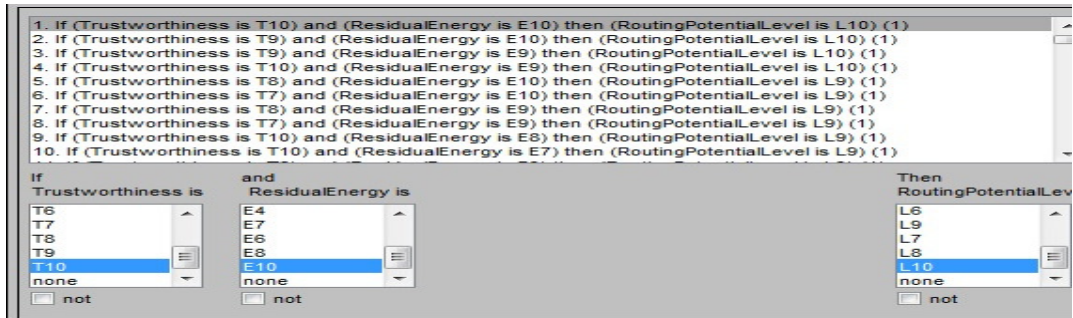 1. If (Trustworthiness is T10) and (ResidualEnergy is E10) then (RoutingPotentialLevel is L10) (1)
2. If (Trustworthiness is T9) and (ResidualEnergy is E10) then (RoutingPotentialLevel is L10) (1)
3. If (Trustworthiness is T9) and (ResidualEnergy is E9) then (RoutingPotentialLevel is L10) (1)
4. If (Trustworthiness is T10) and (ResidualEnergy is E9) then (RoutingPotentialLevel is L10) (1)
5. If (Trustworthiness is T8) and (ResidualEnergy is E10) then (RoutingPotentialLevel is L9) (1)
6. If (Trustworthiness is T7) and (ResidualEnergy is E10) then (RoutingPotentialLevel is L9) (1)
7. If (Trustworthiness is T8) and (ResidualEnergy is E9) then (RoutingPotentialLevel is L9) (1)
8. If (Trustworthiness is T7) and (ResidualEnergy is E9) then (RoutingPotentialLevel is L9) (1)
9. If (Trustworthiness is T10) and (ResidualEnergy is E8) then (RoutingPotentialLevel is L9) (1)
10. If (Trustworthiness is T10) and (ResidualEnergy is E7) then (RoutingPotentialLevel is L9) (1)
If
Trustworthiness is
T6
T7
T8
T9
T10
none
not
and
ResidualEnergy is
E4
E7
E6
E8
E10
none
not
Then
RoutingPotentialLev
L6
L9
L7
L8
L10
none
not